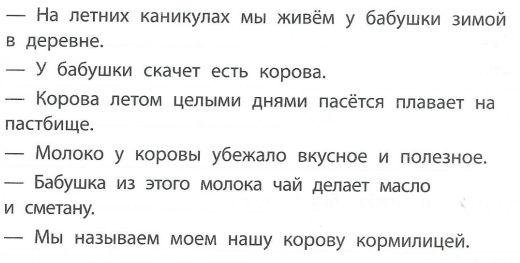 — На летних каникулах мы живём у бабушки зимой
в деревне.
— У бабушки скачет есть корова.
— Корова летом целыми днями пасётся плавает на
пастбище.
— Молоко у коровы убежало вкусное и полезное.
— Бабушка из этого молока чай делает масло
и сметану.
— Мы называем моем нашу корову кормилицей.